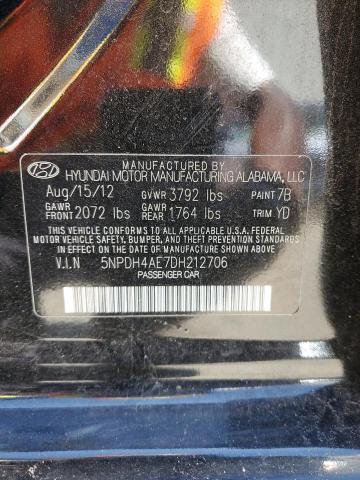 MANUFACTURED BY
HYUNDAI MOTOR MANUFACTURING ALABAMA, LLC
Aug/15/12 GVWR 3792 lbs PAINT 7B
GAWR FRONT 2072 lbs GAWR REAR 1764 lbs TRIM YD
THIS VEHICLE CONFORMS TO ALL APPLICABLE U.S.A. FEDERAL
MOTOR VEHICLE SAFETY, BUMPER, AND THEFT PREVENTION
STANDARDS IN EFFECT ON THE DATE OF MANUFACTURE SHOWN ABOVE.
V.I.N 5NPDH4AE7DH212706
PASSENGER CAR